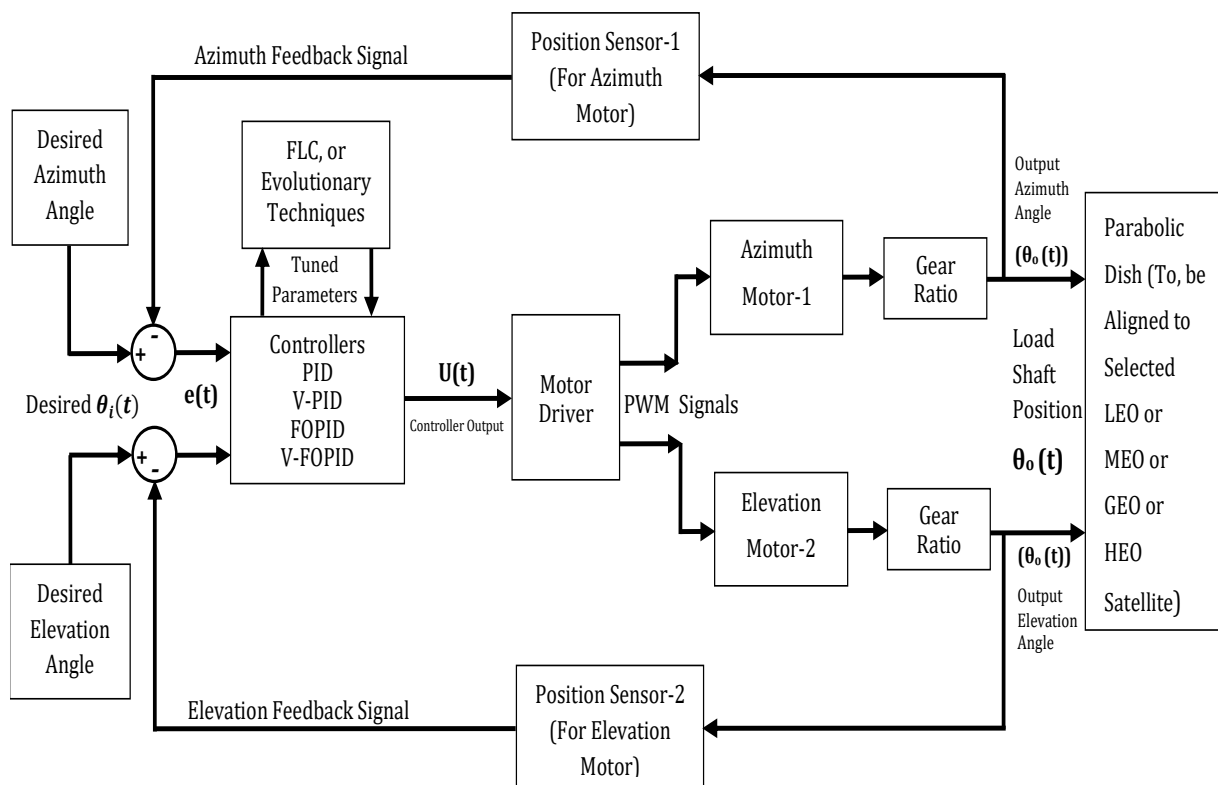 Position Sensor-1
(For Azimuth
Motor)
Azimuth Feedback Signal
Desired
Azimuth
Angle
FLC, or
Evolutionary
Techniques
Tuned
Parameters
Output
Azimuth
Angle
(θₒ(t))
Azimuth
Motor-1
Gear
Ratio
Parabolic
Dish (To, be
Aligned to
Selected
LEO or
MEO or
GEO or
HEO
Satellite)
-
+
Controllers
PID
V-PID
FOPID
V-FOPID
e(t)
U(t)
Controller Output
Motor
Driver
PWM Signals
Load
Shaft
Position
θₒ(t)
Desired θᵢ(t)
+
-
Elevation
Motor-2
Gear
Ratio
(θₒ(t))
Output
Elevation
Angle
Desired
Elevation
Angle
Elevation Feedback Signal
Position Sensor-2
(For Elevation
Motor)